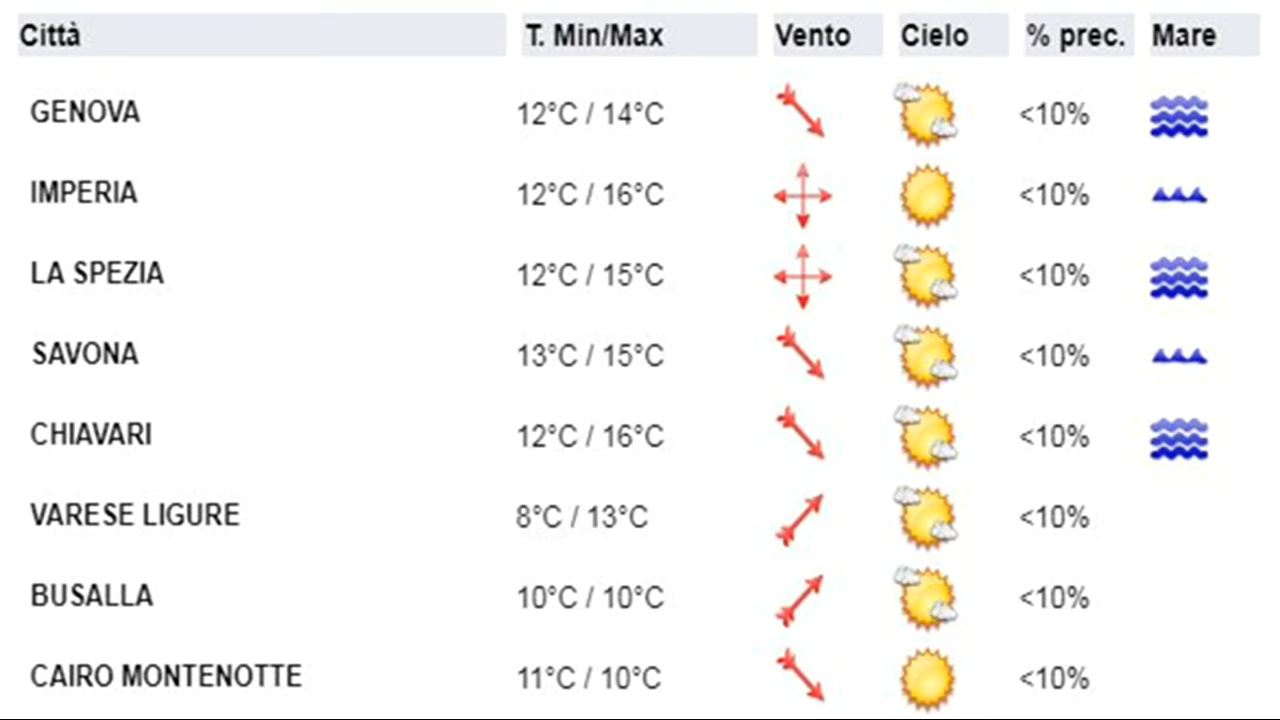 Città T. Min/Max Vento Cielo % prec. Mare
GENOVA 12°C / 14°C <10%
IMPERIA 12°C / 16°C <10%
LA SPEZIA 12°C / 15°C <10%
SAVONA 13°C / 15°C <10%
CHIAVARI 12°C / 16°C <10%
VARESE LIGURE 8°C / 13°C <10%
BUSALLA 10°C / 10°C <10%
CAIRO MONTENOTTE 11°C / 10°C <10%